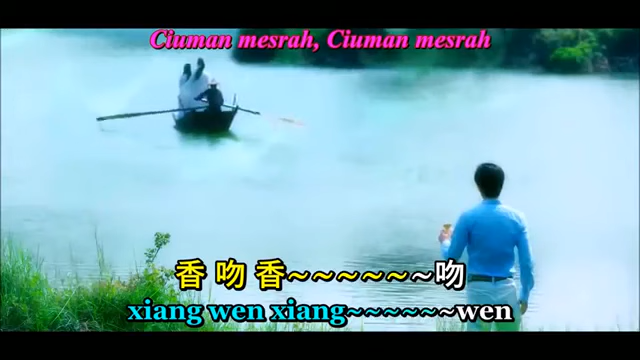 Ciuman mesrah, Ciuman mesrah
香 吻 香~~~~~~吻
xiang wen xiang~~~~~~wen